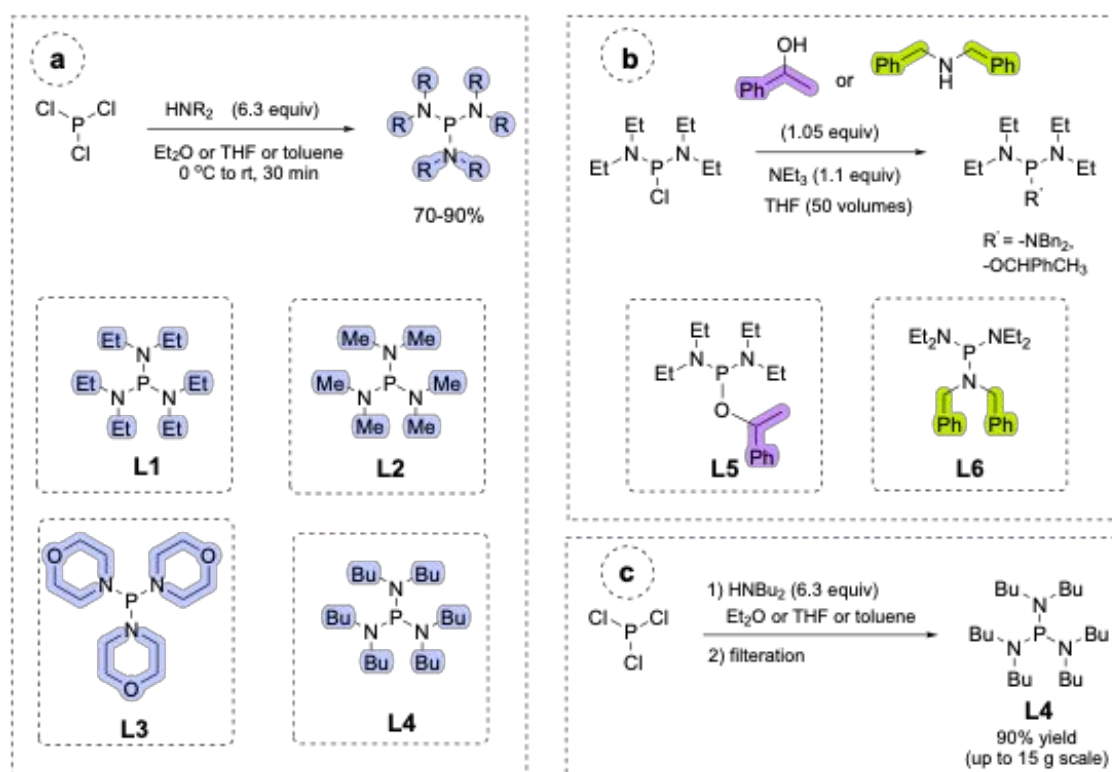 a
Cl
Cl
P
Cl
HNR₂ (6.3 equiv)
Et₂O or THF or toluene
0 °C to rt, 30 min
R R
N N
R P R
N
R R
70-90%
Et Et
N
Et P Et
N N
Et Et
L1
Me Me
N
Me P Me
N N
Me Me
L2
O O
N P N
N
O
L3
Bu Bu
N
Bu P Bu
N N
Bu Bu
L4
b
OH
Ph
or
Ph N Ph
H
Et Et
N N
Et P Et
Cl
(1.05 equiv)
NEt₃ (1.1 equiv)
THF (50 volumes)
Et Et
N N
Et P Et
R'
R' = -NBn₂,
-OCHPhCH₃
Et Et
N N
Et P Et
O
Ph
L5
Et₂N NEt₂
P
N
Ph Ph
L6
c
Cl
Cl
P
Cl
1) HNBu₂ (6.3 equiv)
Et₂O or THF or toluene
2) filteration
Bu Bu
N
Bu P Bu
N N
Bu Bu
L4
90% yield
(up to 15 g scale)